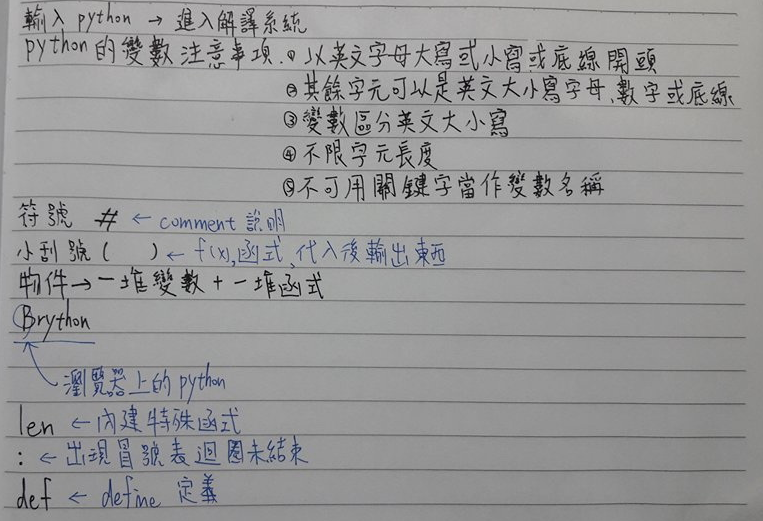 輸入 python → 進入解譯系統
python 的變數注意事項.① 以英文字母大寫或小寫或底線開頭
② 其餘字元可以是英文大小寫字母、數字或底線
③ 變數區分英文大小寫
④ 不限字元長度
⑤ 不可用關鍵字當作變數名稱
符號 # ← comment 說明
小刮號 ( ) ← f(x),函式、代入後輸出東西
物件 → 一堆變數 + 一堆函式
Brython
瀏覽器上的 python
len ← 內建特殊函式
: ← 出現冒號表迴圈未結束
def ← define 定義